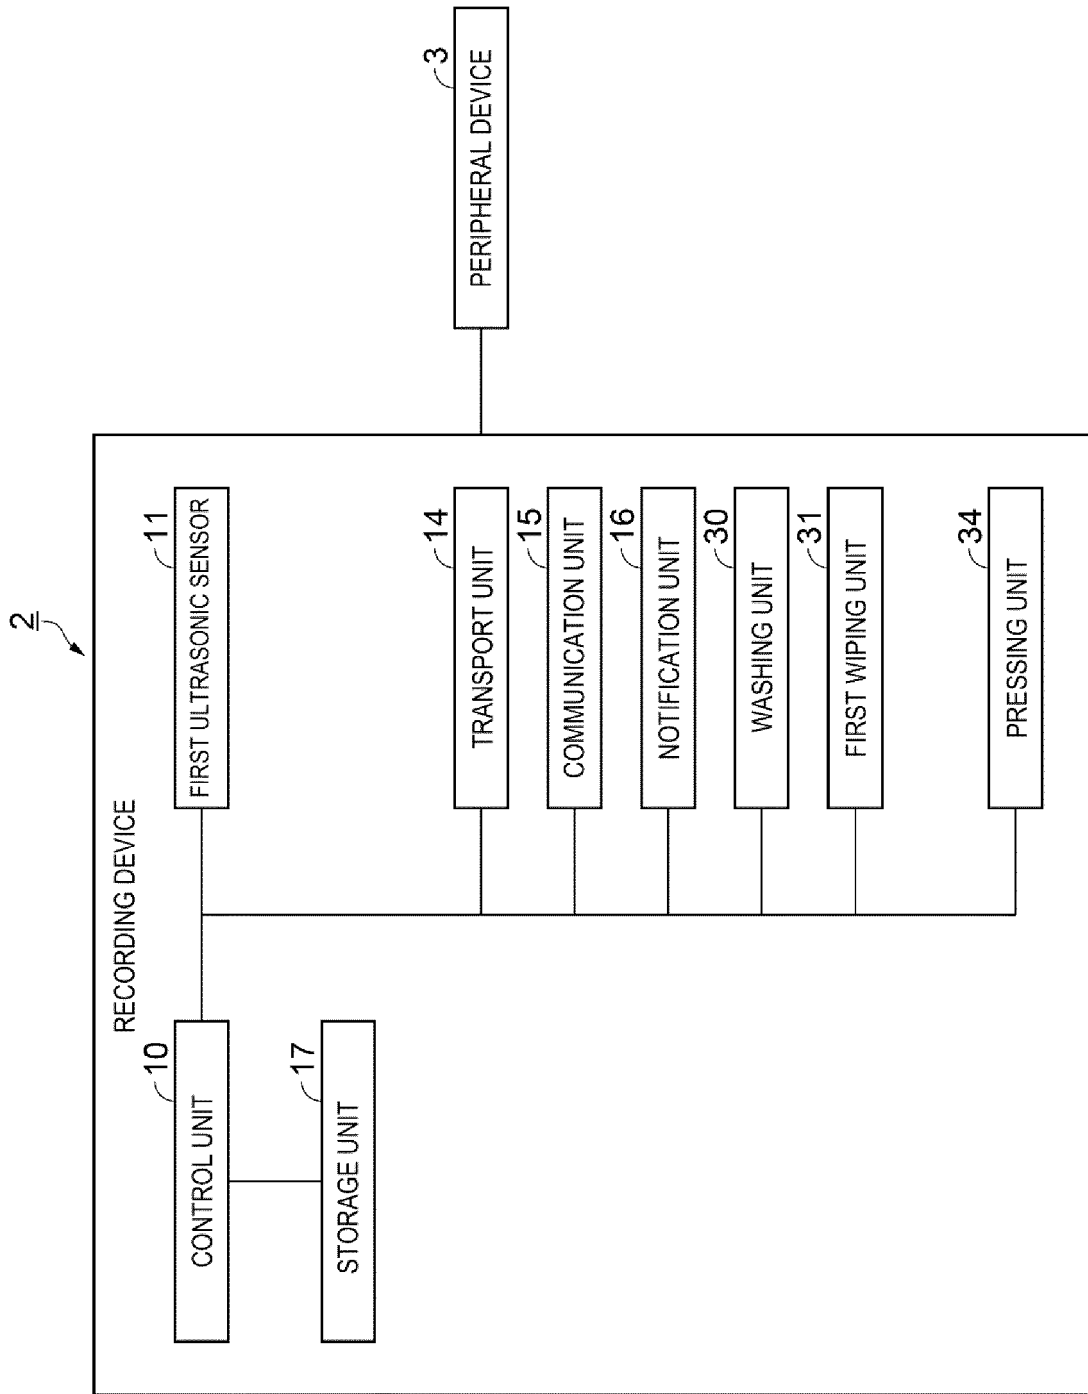 2
RECORDING DEVICE
10
CONTROL UNIT
17
STORAGE UNIT
11
FIRST ULTRASONIC SENSOR
14
TRANSPORT UNIT
15
COMMUNICATION UNIT
16
NOTIFICATION UNIT
30
WASHING UNIT
31
FIRST WIPING UNIT
34
PRESSING UNIT
3
PERIPHERAL DEVICE